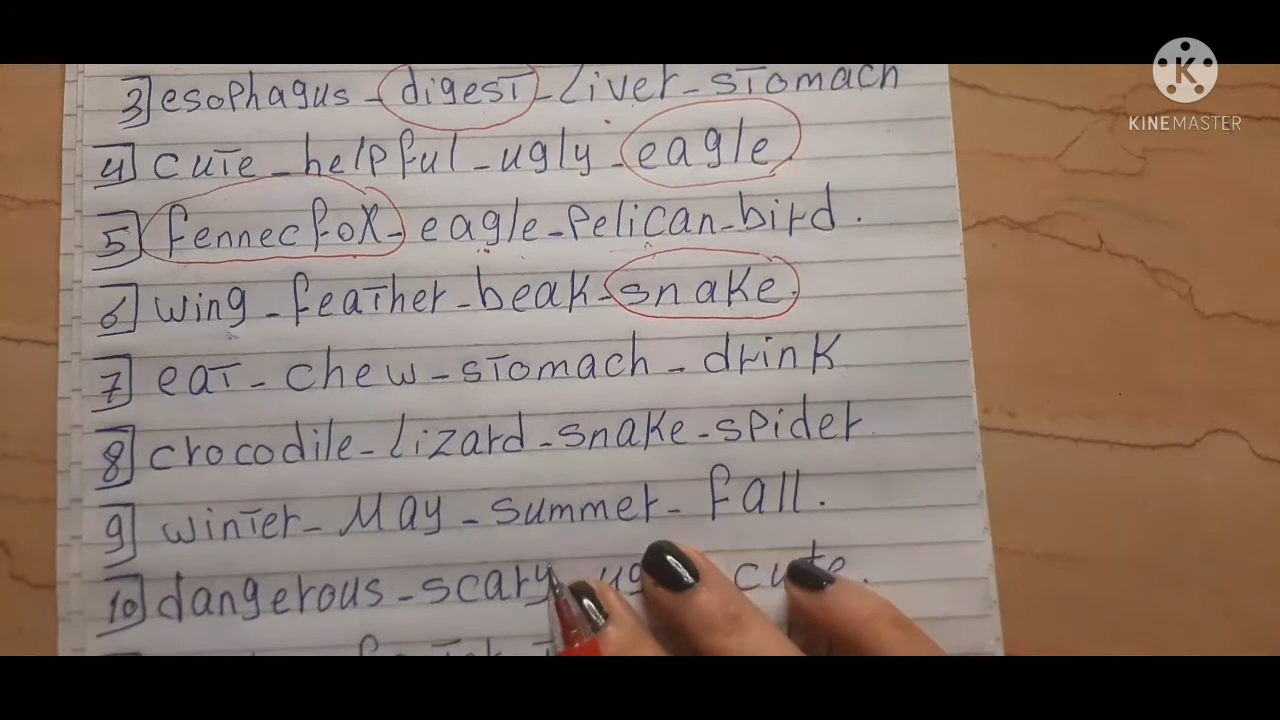 KINEMASTER
3 esophagus - digest - liver - stomach
4 cute - helpful - ugly - eagle
5 fennec fox - eagle - pelican - bird.
6 wing - feather - beak - snake.
7 eat - chew - stomach - drink
8 crocodile - lizard - snake - spider.
9 winter - May - summer - fall.
10 dangerous - scary cute.